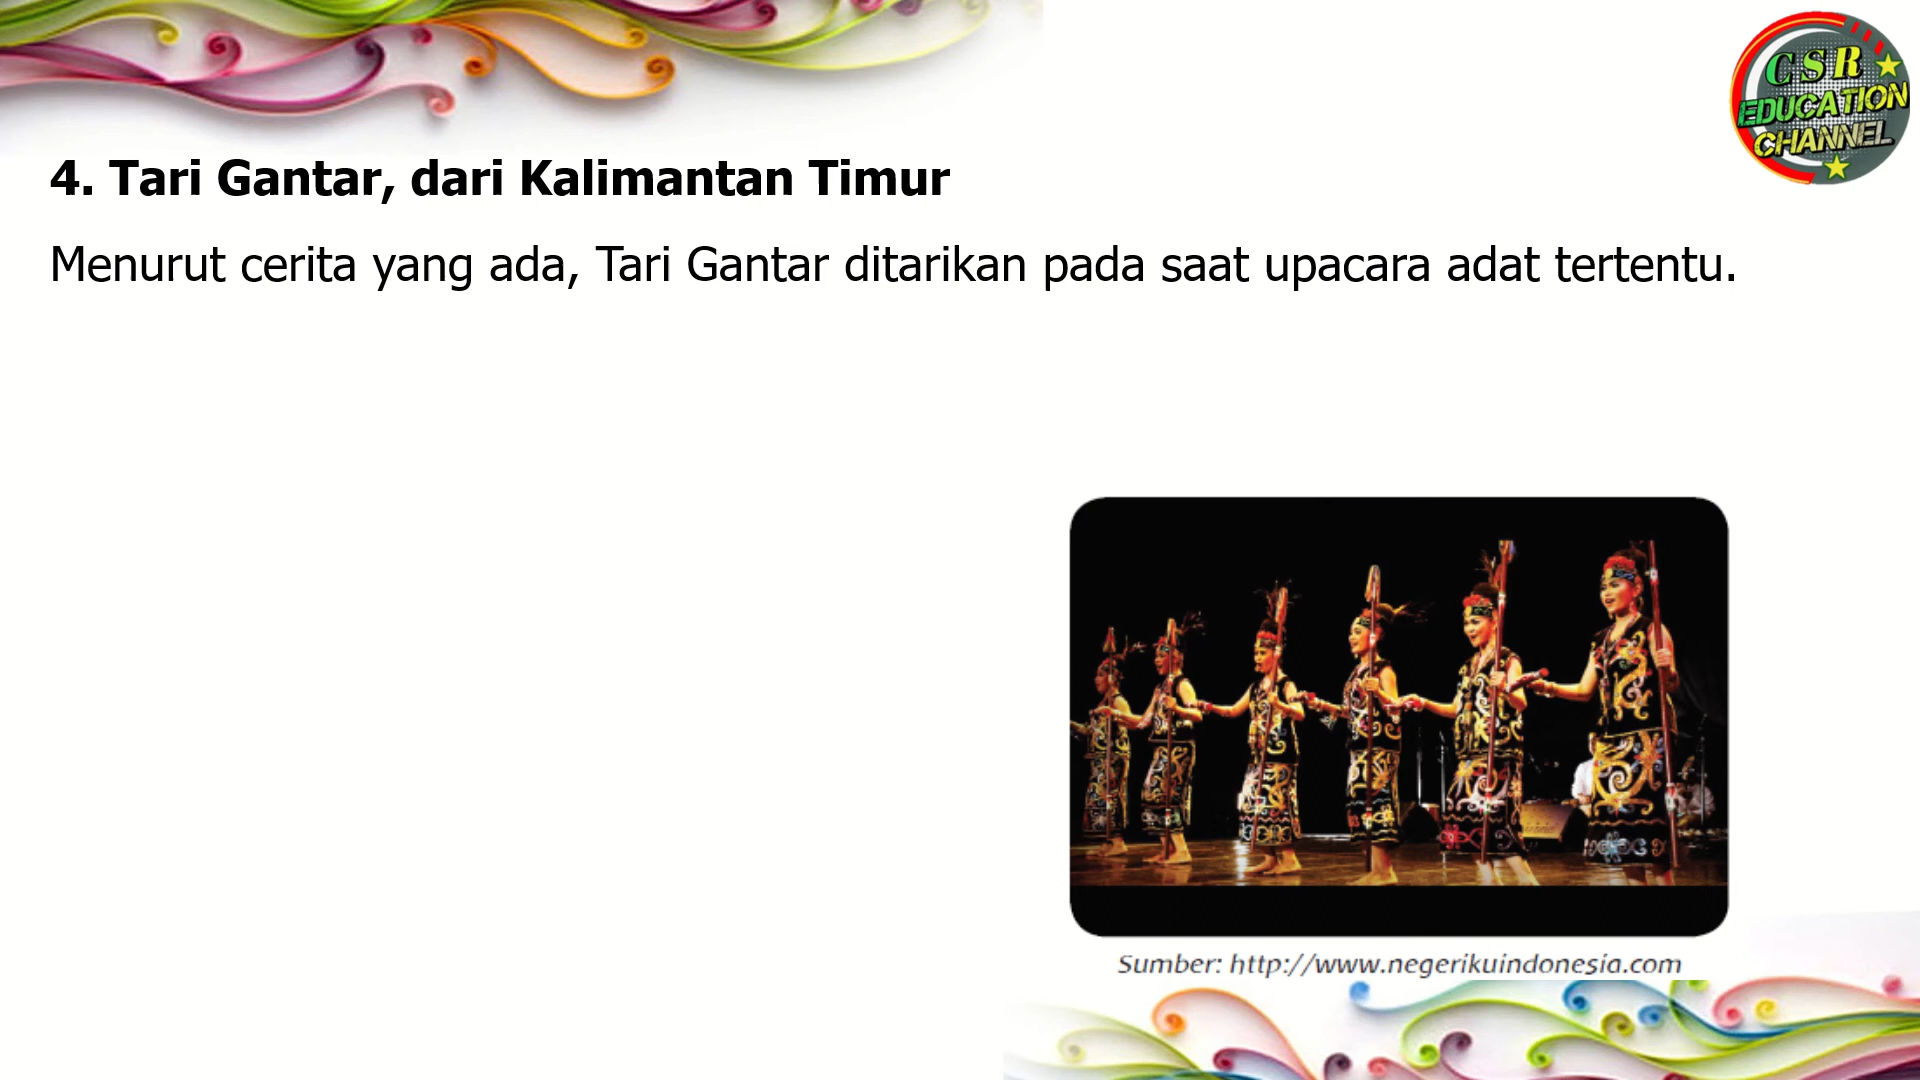 CSR
EDUCATION
CHANNEL
4. Tari Gantar, dari Kalimantan Timur
Menurut cerita yang ada, Tari Gantar ditarikan pada saat upacara adat tertentu.
Sumber: http://www.negerikuindonesia.com